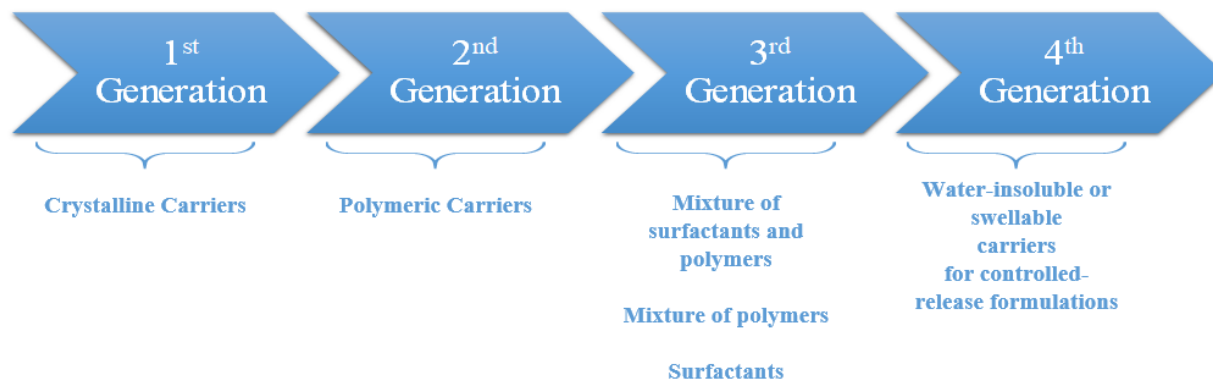 1st
Generation
2nd
Generation
3rd
Generation
4th
Generation
Crystalline Carriers
Polymeric Carriers
Mixture of
surfactants and
polymers
Mixture of polymers
Surfactants
Water-insoluble or
swellable
carriers
for controlled-
release formulations